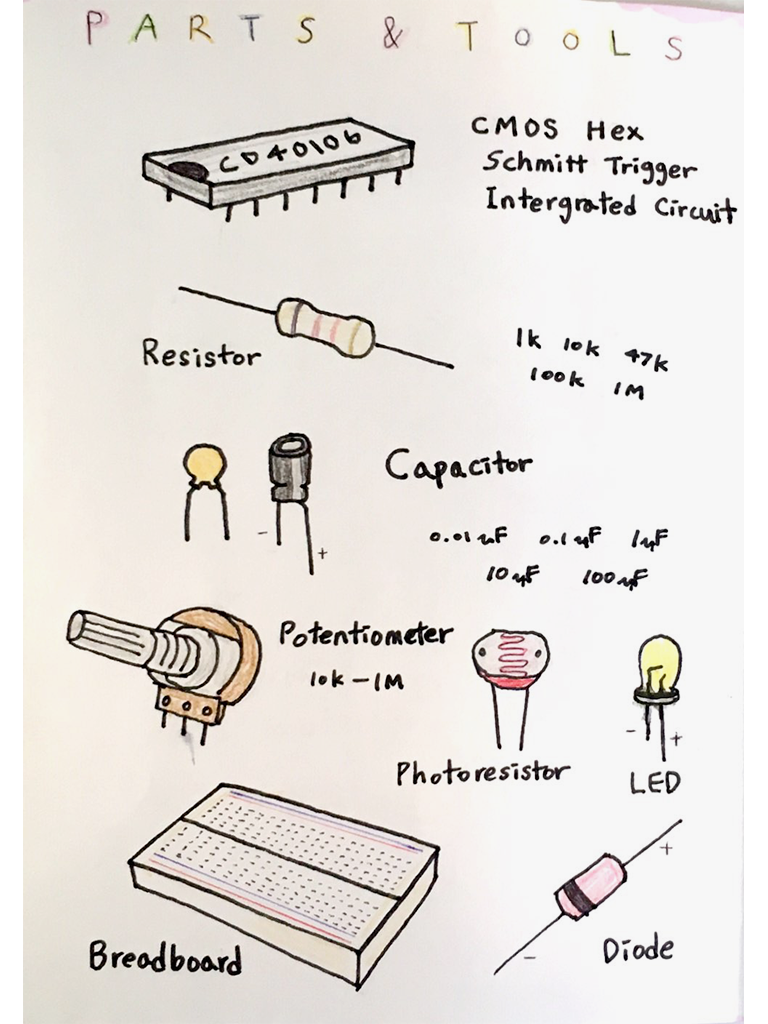 PARTS & TOOLS
CD40106
CMOS Hex
Schmitt Trigger
Intergrated Circuit
Resistor
1k 10k 47k
100k 1M
Capacitor
- +
0.01uF 0.1uF 1uF
10uF 100uF
Potentiometer
10k - 1M
Photoresistor
- +
LED
Breadboard
+
-
Diode